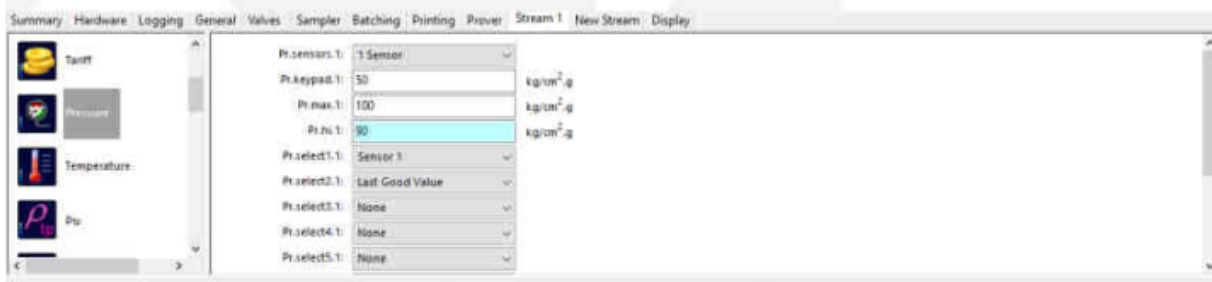 Summary Hardware Logging General Valves Sampler Batching Printing Prover Stream 1 New Stream Display
Tariff
Pressure
Temperature
Ptp
ρtp
Pr.sensors.1: 1 Sensor
Pr.keypad.1: 50 kg/cm².g
Pr.max.1: 100 kg/cm².g
Pr.hi.1: 90 kg/cm².g
Pr.select1.1: Sensor 1
Pr.select2.1: Last Good Value
Pr.select3.1: None
Pr.select4.1: None
Pr.select5.1: None